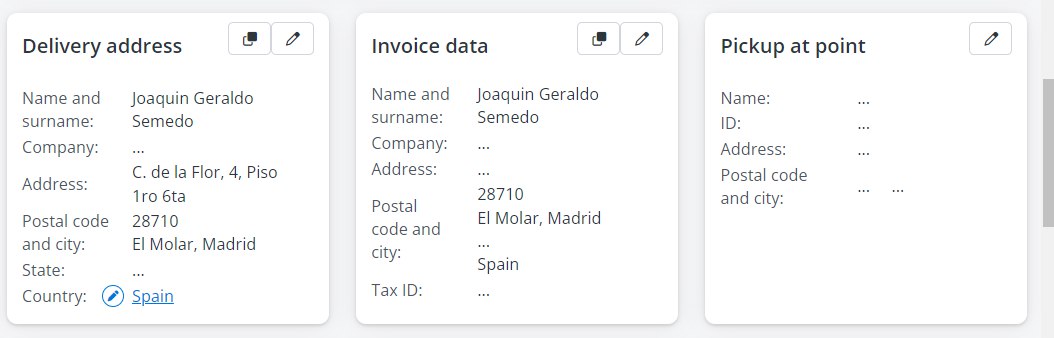 Delivery address
Name and Joaquin Geraldo
surname: Semedo
Company: ...
C. de la Flor, 4, Piso
Address:
1ro 6ta
Postal code 28710
and city: El Molar, Madrid
State: ...
Country: Spain
Invoice data
Name and Joaquin Geraldo
surname: Semedo
Company: ...
Address: ...
28710
Postal
El Molar, Madrid
code and
...
city:
Spain
Tax ID: ...
Pickup at point
Name: ...
ID: ...
Address: ...
Postal code
... ...
and city: